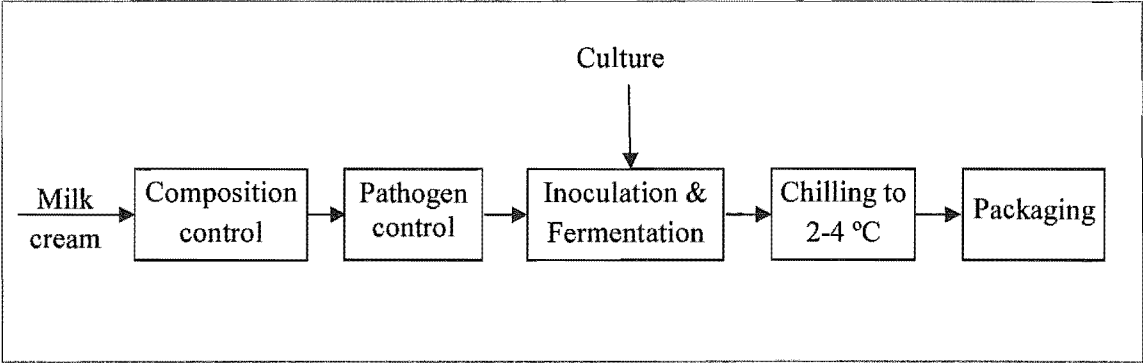 Culture
Milk
cream
Composition
control
Pathogen
control
Inoculation &
Fermentation
Chilling to
2-4 ºC
Packaging